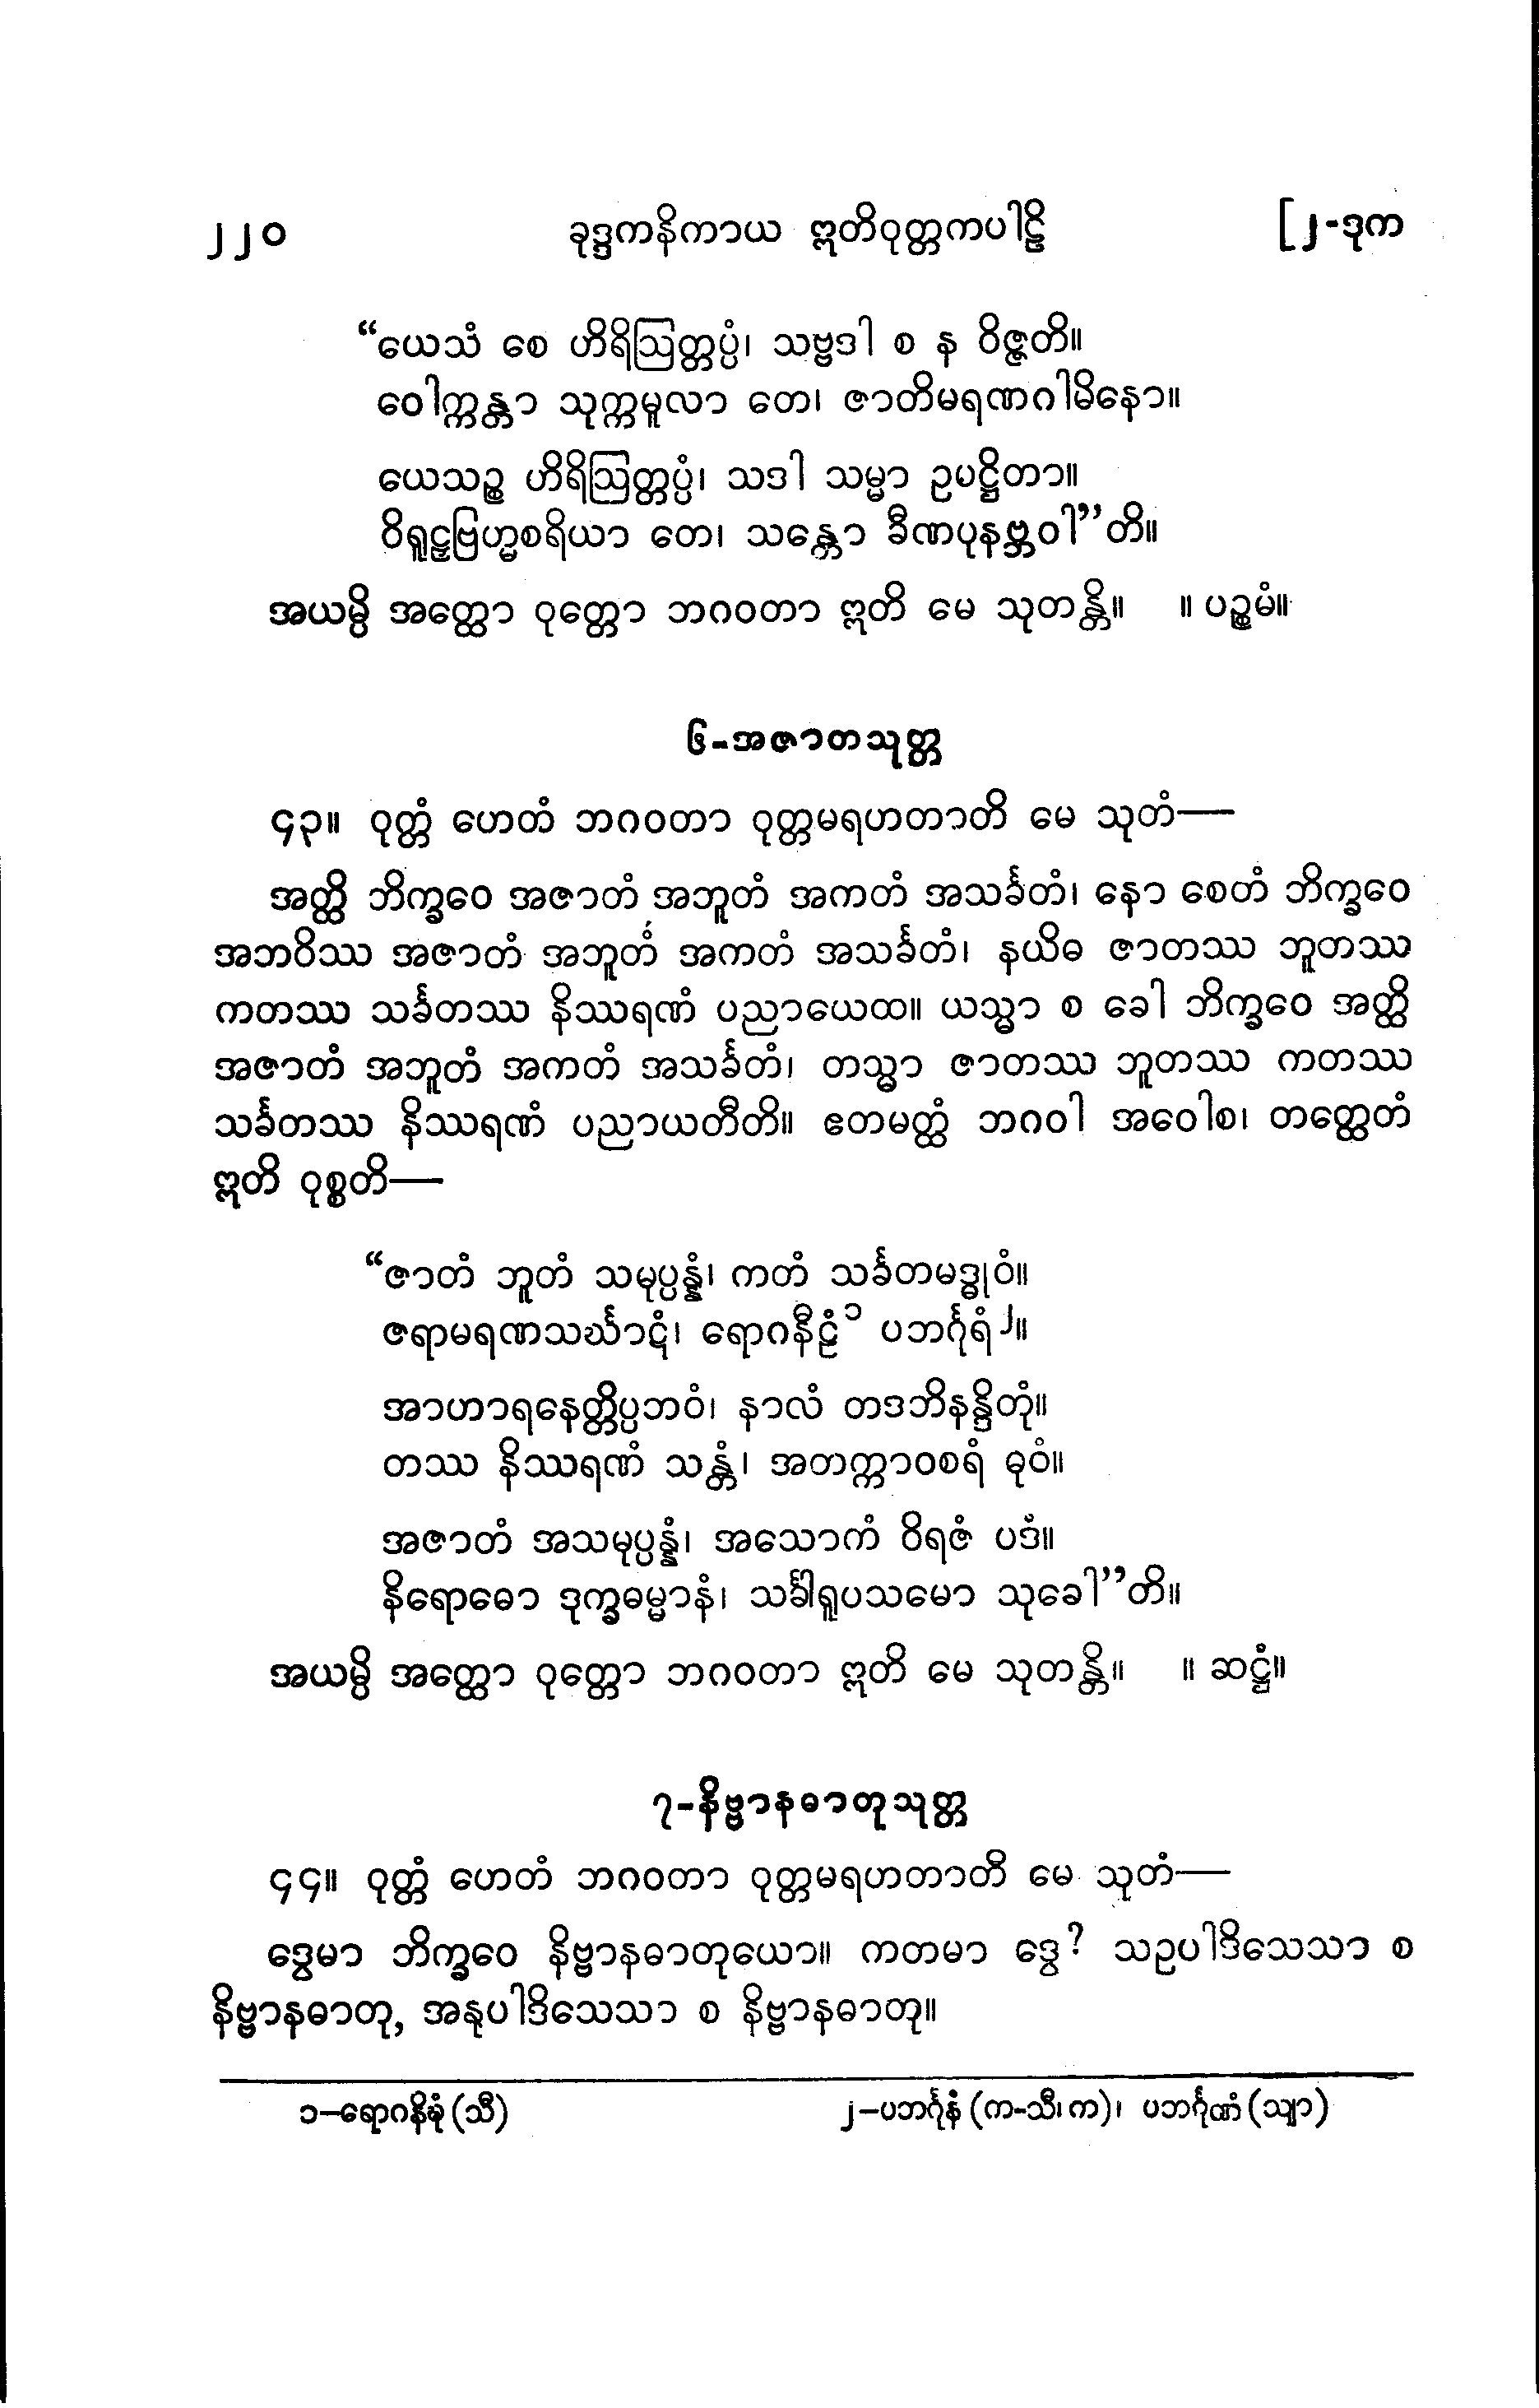 ၂၂၀ ခုဒ္ဒကနိကာယ ဣတိဝုတ္တကပါဠိ [၂-ဒုက
“ယေသံ စေ ဟိရိဩတ္တပ္ပံ၊ သဗ္ဗဒါ စ န ဝိဇ္ဇတိ။
ဝေါက္ကန္တာ သုက္ကမူလာ တေ၊ ဇာတိမရဏဂါမိနော။
ယေသဉ္စ ဟိရိဩတ္တပ္ပံ၊ သဒါ သမ္မာ ဥပဋ္ဌိတာ။
ဝိရူဠှဗြဟ္မစရိယာ တေ၊ သန္တော ခီဏပုနဗ္ဘဝါ”တိ။
အယမ္ပိ အတ္ထော ဝုတ္တော ဘဂဝတာ ဣတိ မေ သုတန္တိ။ ။ ပဉ္စမံ။
၆-အဇာတသုတ္တ
၄၃။ ဝုတ္တံ ဟေတံ ဘဂဝတာ ဝုတ္တမရဟတာတိ မေ သုတံ—
အတ္ထိ ဘိက္ခဝေ အဇာတံ အဘူတံ အကတံ အသင်္ခတံ၊ နော စေတံ ဘိက္ခဝေ
အဘဝိဿ အဇာတံ အဘူတံ အကတံ အသင်္ခတံ၊ နယိဓ ဇာတဿ ဘူတဿ
ကတဿ သင်္ခတဿ နိဿရဏံ ပညာယေထ။ ယသ္မာ စ ခေါ ဘိက္ခဝေ အတ္ထိ
အဇာတံ အဘူတံ အကတံ အသင်္ခတံ၊ တသ္မာ ဇာတဿ ဘူတဿ ကတဿ
သင်္ခတဿ နိဿရဏံ ပညာယတီတိ။ ဧတမတ္ထံ ဘဂဝါ အဝေါစ၊ တတ္ထေတံ
ဣတိ ဝုစ္စတိ—
“ဇာတံ ဘူတံ သမုပ္ပန္နံ၊ ကတံ သင်္ခတမဒ္ဓုဝံ။
ဇရာမရဏသင်္ဃာဋံ၊ ရောဂနီဠံ၁ ပဘင်္ဂုရံ၂။
အာဟာရနေတ္တိပ္ပဘဝံ၊ နာလံ တဒဘိနန္ဒိတုံ။
တဿ နိဿရဏံ သန္တံ၊ အတက္ကာဝစရံ ဓုဝံ။
အဇာတံ အသမုပ္ပန္နံ၊ အသောကံ ဝိရဇံ ပဒံ။
နိရောဓော ဒုက္ခဓမ္မာနံ၊ သင်္ခါရူပသမော သုခေါ”တိ။
အယမ္ပိ အတ္ထော ဝုတ္တော ဘဂဝတာ ဣတိ မေ သုတန္တိ။ ။ ဆဋ္ဌံ။
၇-နိဗ္ဗာနဓာတုသုတ္တ
၄၄။ ဝုတ္တံ ဟေတံ ဘဂဝတာ ဝုတ္တမရဟတာတိ မေ သုတံ—
ဒွေမာ ဘိက္ခဝေ နိဗ္ဗာနဓာတုယော။ ကတမာ ဒွေ? သဥပါဒိသေသာ စ
နိဗ္ဗာနဓာတု, အနုပါဒိသေသာ စ နိဗ္ဗာနဓာတု။
၁—ရောဂနိဍ္ဍံ (သီ) ၂—ပဘင်္ဂုနံ (က-သီ၊ က)၊ ပဘင်္ဂုဏံ (သျာ)